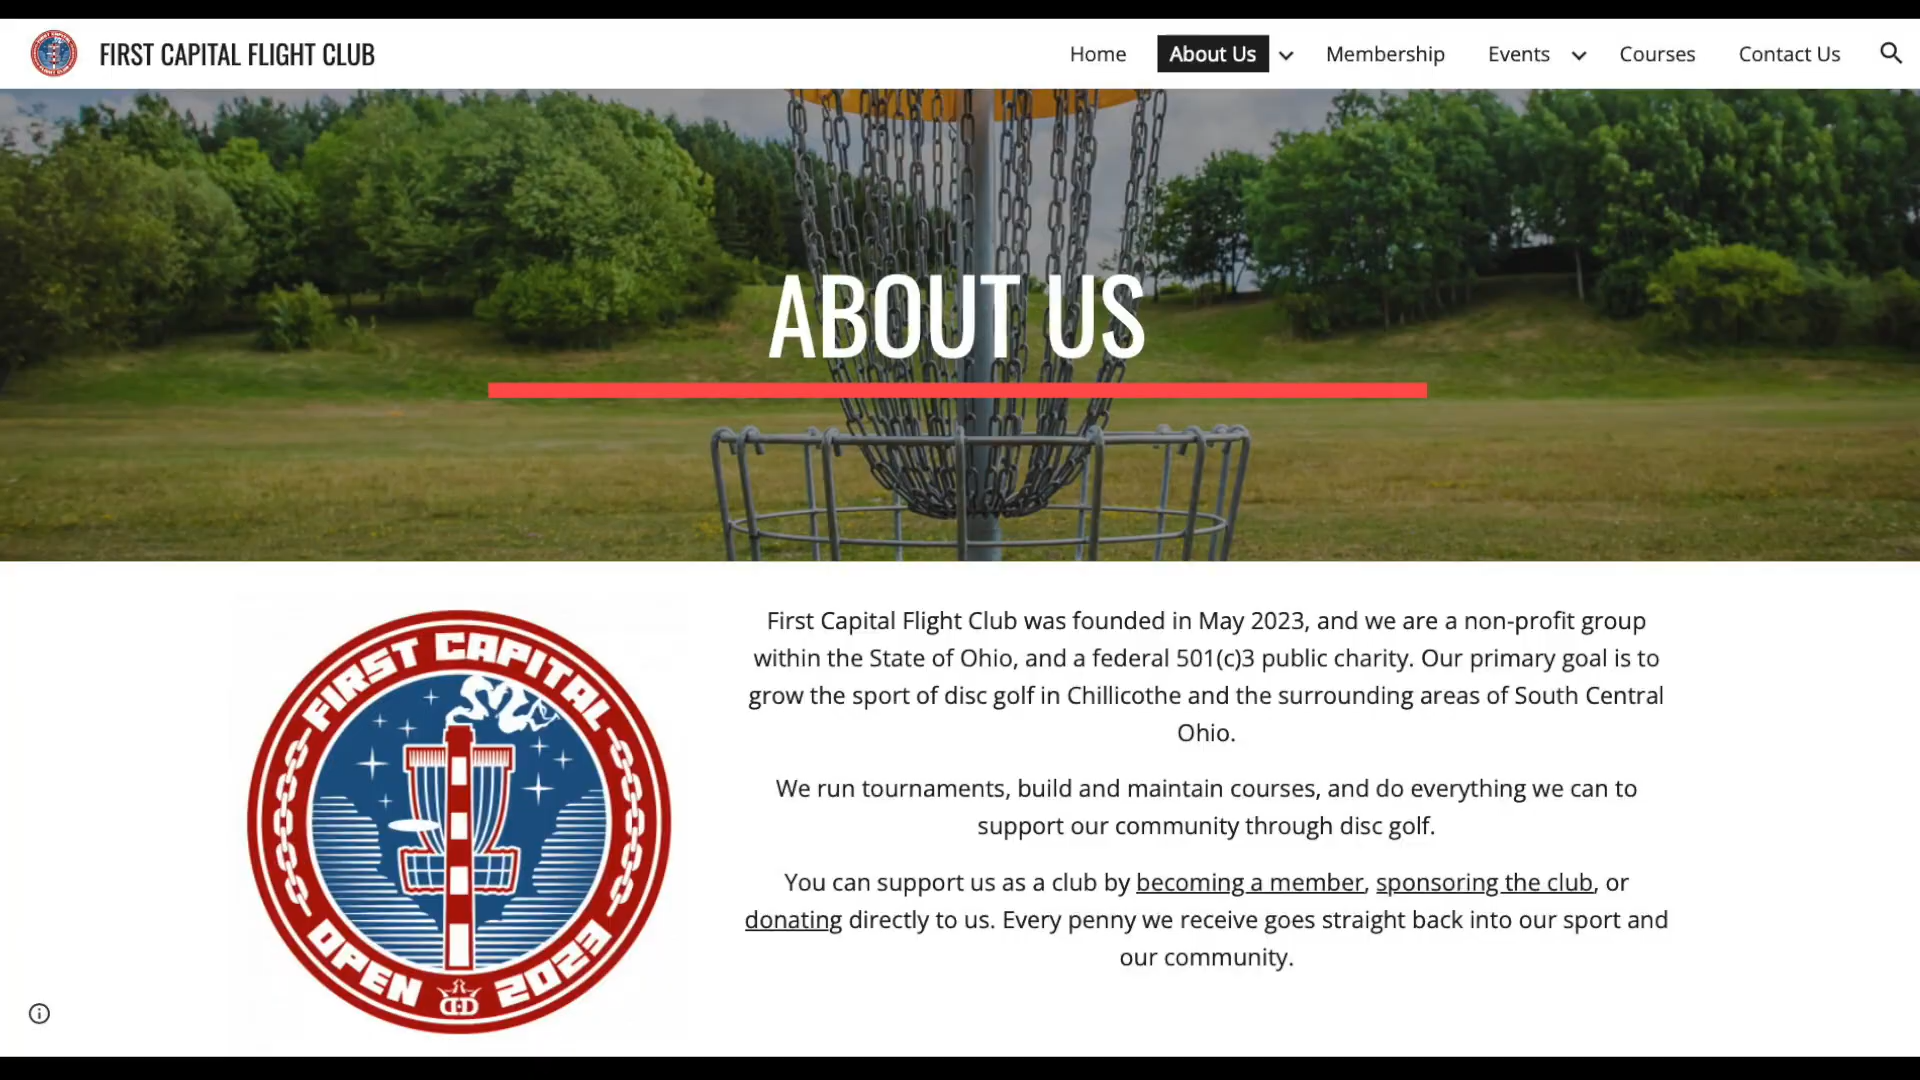 FIRST CAPITAL FLIGHT CLUB
Home
About Us
Membership
Events
Courses
Contact Us
ABOUT US
FIRST CAPITAL
OPEN 2023
First Capital Flight Club was founded in May 2023, and we are a non-profit group
within the State of Ohio, and a federal 501(c)3 public charity. Our primary goal is to
grow the sport of disc golf in Chillicothe and the surrounding areas of South Central
Ohio.
We run tournaments, build and maintain courses, and do everything we can to
support our community through disc golf.
You can support us as a club by becoming a member, sponsoring the club, or
donating directly to us. Every penny we receive goes straight back into our sport and
our community.